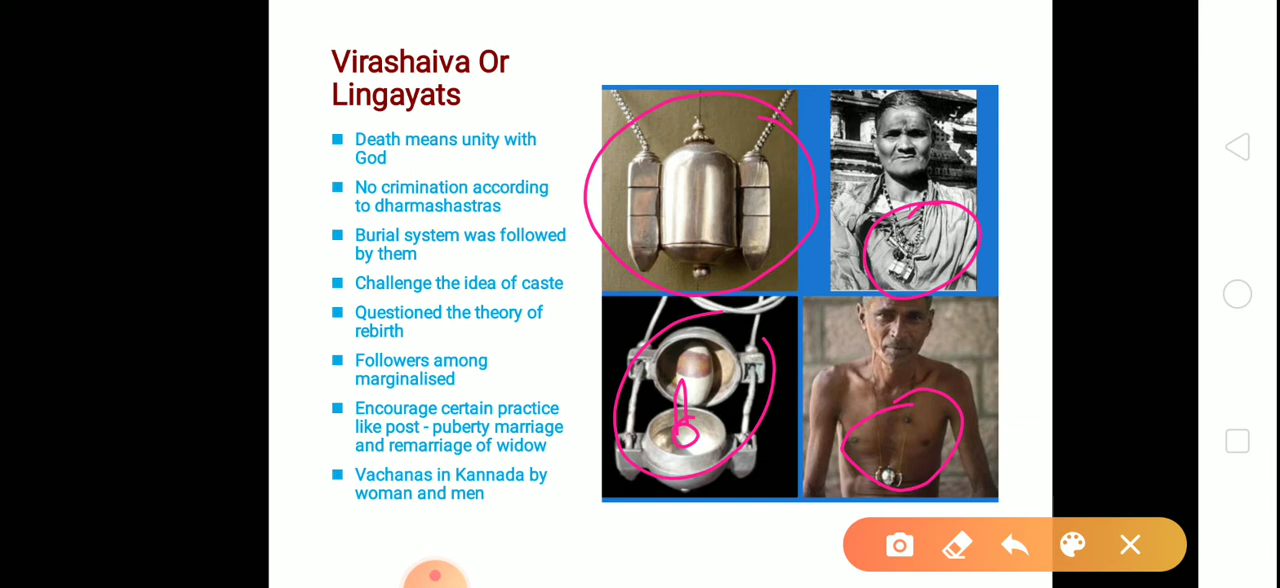 Virashaiva Or
Lingayats
Death means unity with
God
No crimination according
to dharmashastras
Burial system was followed
by them
Challenge the idea of caste
Questioned the theory of
rebirth
Followers among
marginalised
Encourage certain practice
like post - puberty marriage
and remarriage of widow
Vachanas in Kannada by
woman and men